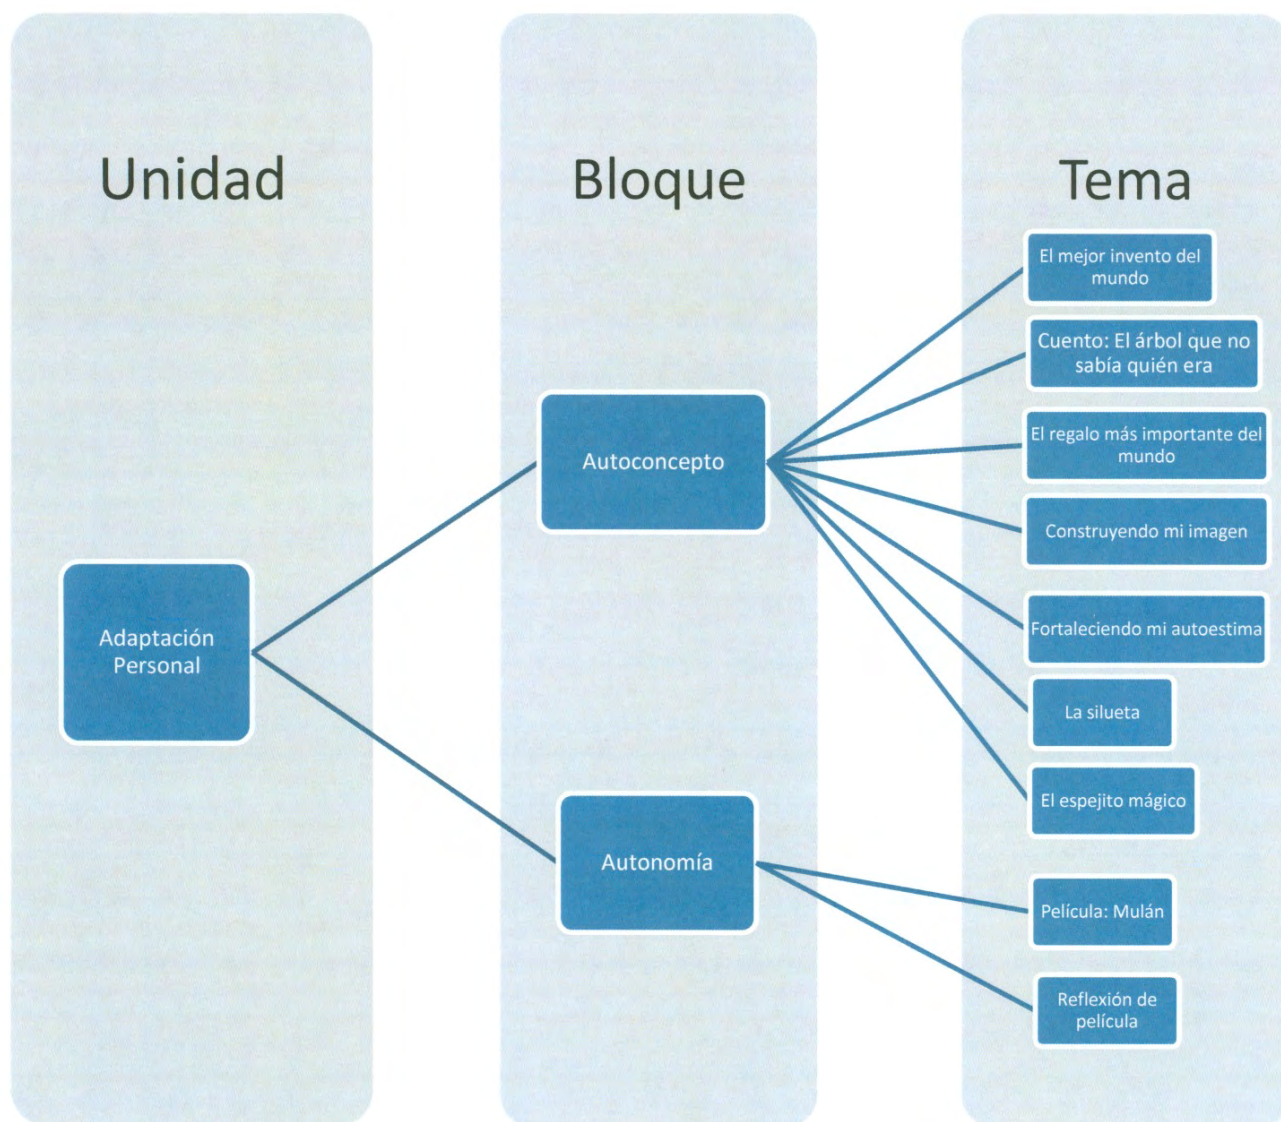 Unidad
Bloque
Tema
Adaptación
Personal
Autoconcepto
Autonomía
El mejor invento del
mundo
Cuento: El árbol que no
sabía quién era
El regalo más importante del
mundo
Construyendo mi imagen
Fortaleciendo mi autoestima
La silueta
El espejito mágico
Película: Mulán
Reflexión de
película